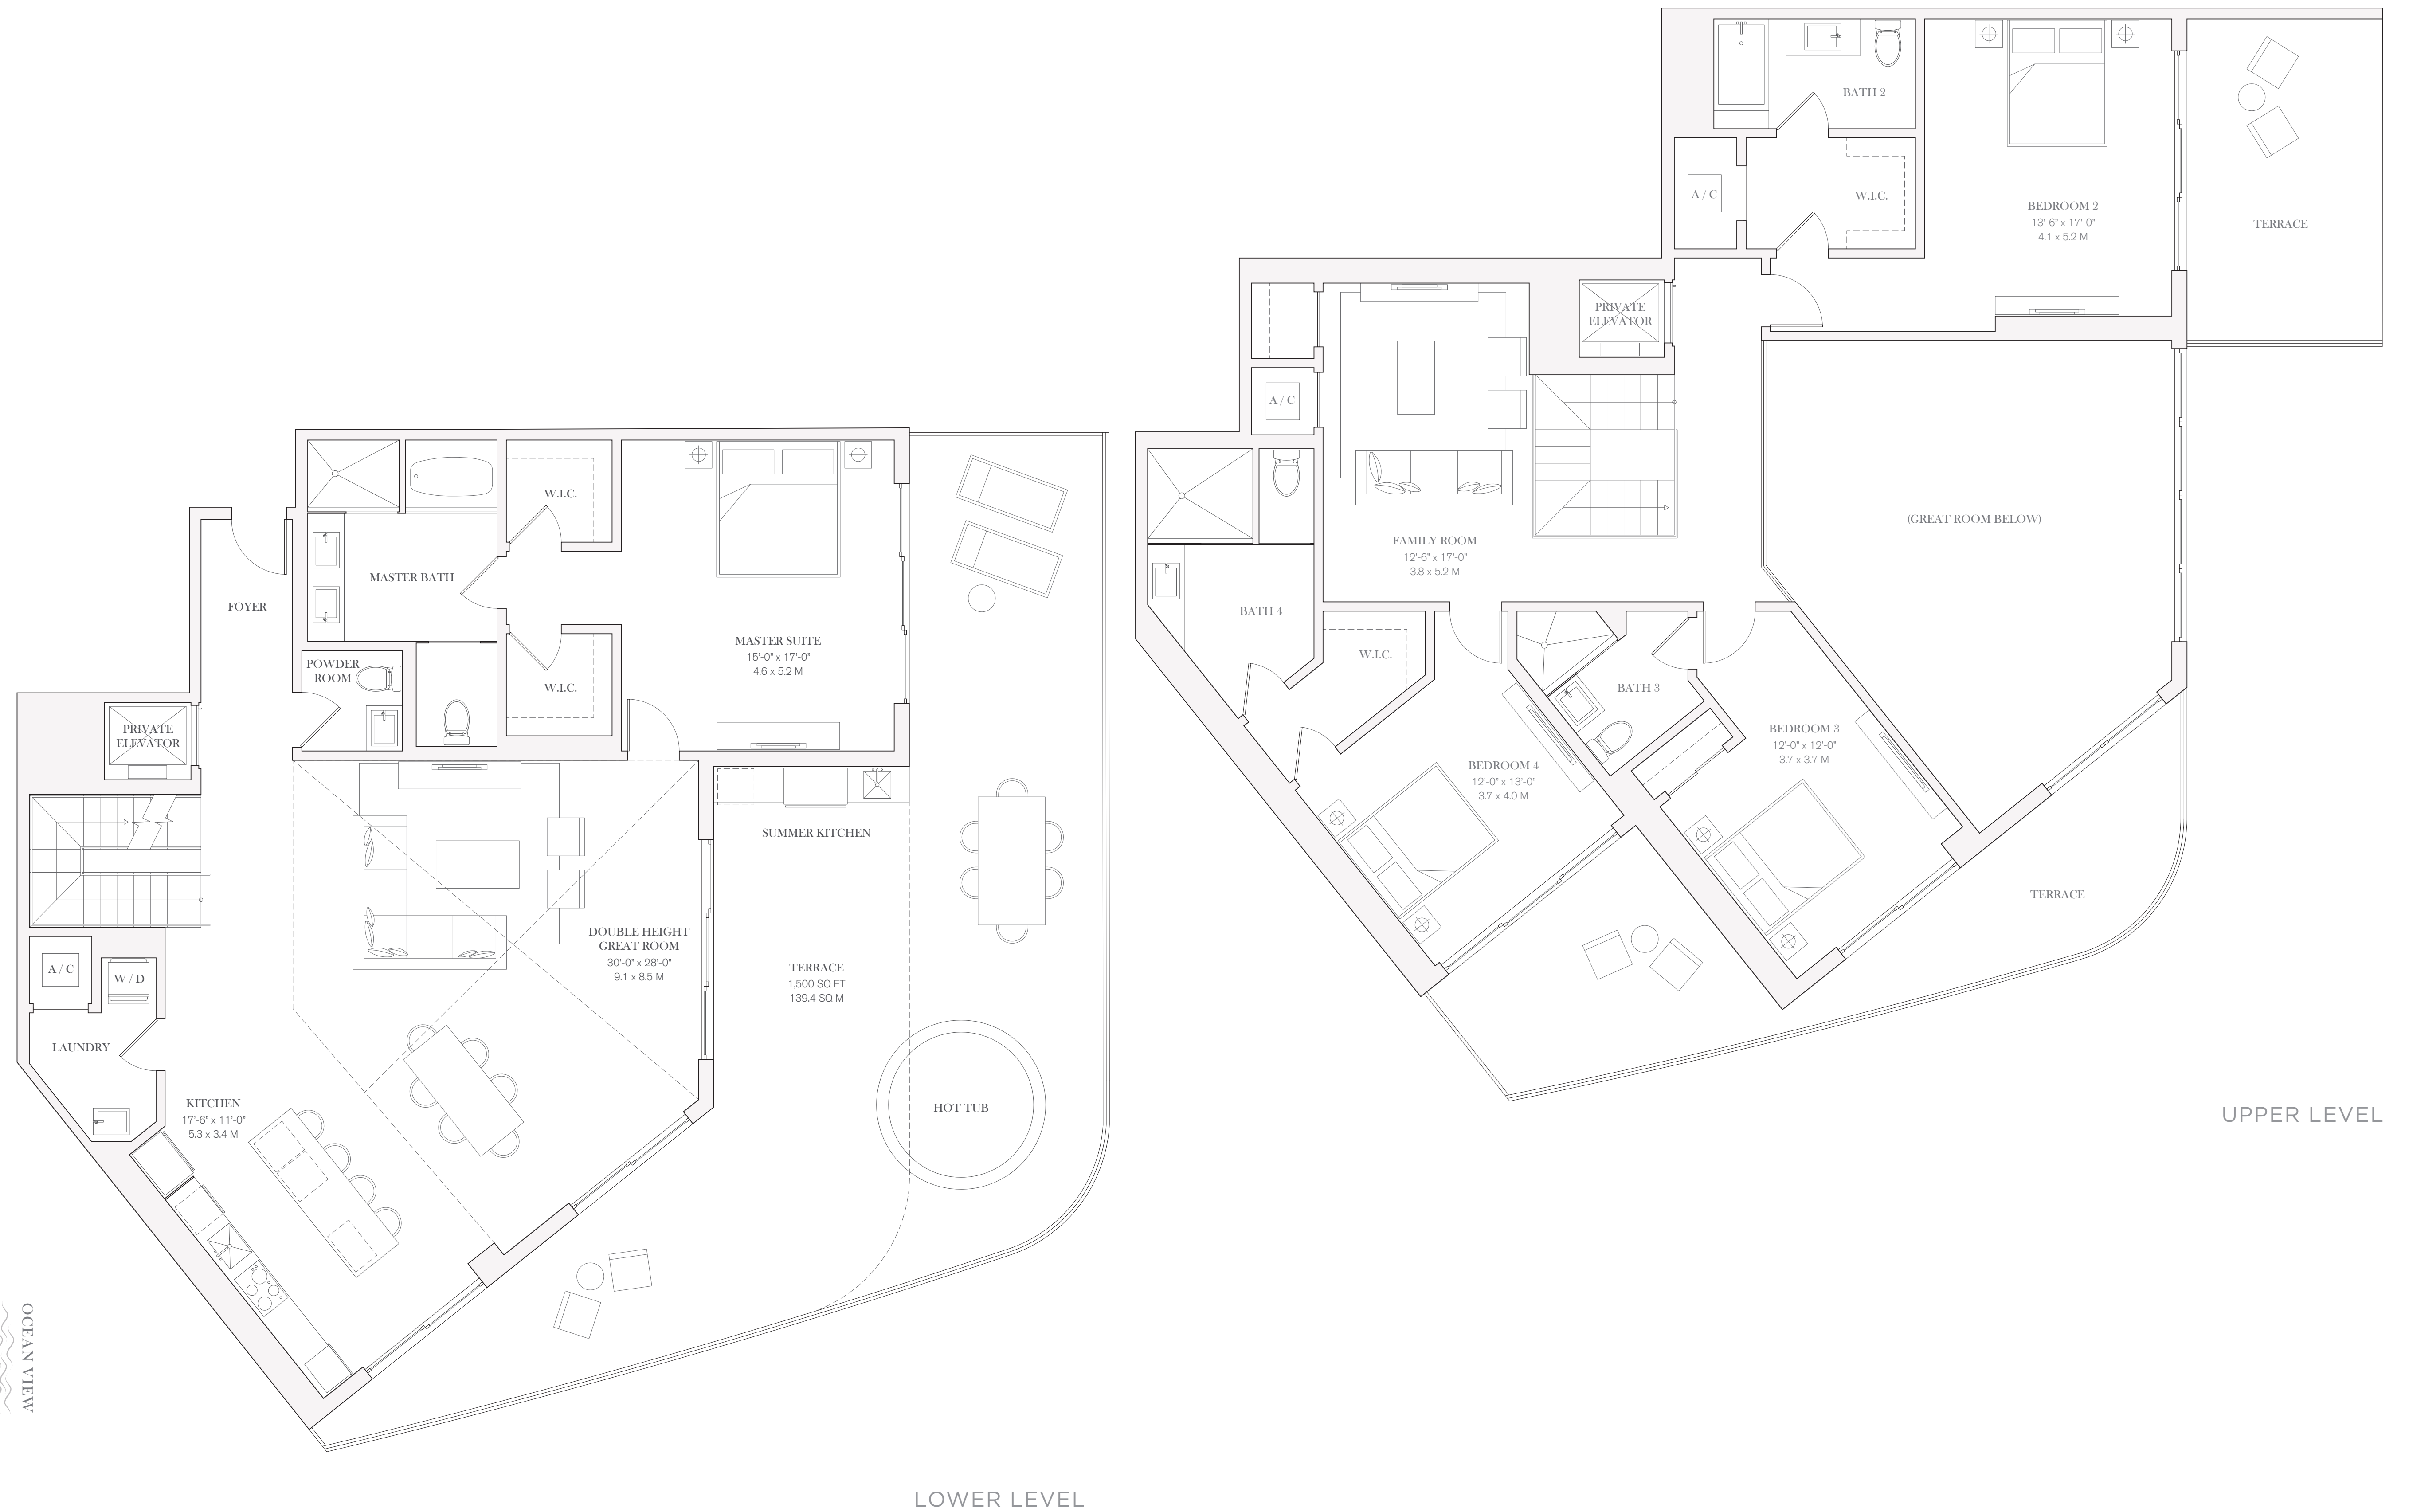 W.I.C.
MASTER BATH
FOYER
MASTER SUITE
15'-0" x 17'-0"
4.6 x 5.2 M
POWDER
ROOM
W.I.C.
PRIVATE
ELEVATOR
SUMMER KITCHEN
DOUBLE HEIGHT
GREAT ROOM
30'-0" x 28'-0"
9.1 x 8.5 M
A / C
W / D
TERRACE
1,500 SQ FT
139.4 SQ M
LAUNDRY
KITCHEN
17'-6" x 11'-0"
5.3 x 3.4 M
HOT TUB
OCEAN VIEW
LOWER LEVEL
BATH 2
A / C
W.I.C.
BEDROOM 2
13'-6" x 17'-0"
4.1 x 5.2 M
TERRACE
PRIVATE
ELEVATOR
A / C
(GREAT ROOM BELOW)
FAMILY ROOM
12'-6" x 17'-0"
3.8 x 5.2 M
BATH 4
W.I.C.
BATH 3
BEDROOM 3
12'-0" x 12'-0"
3.7 x 3.7 M
BEDROOM 4
12'-0" x 13'-0"
3.7 x 4.0 M
TERRACE
UPPER LEVEL